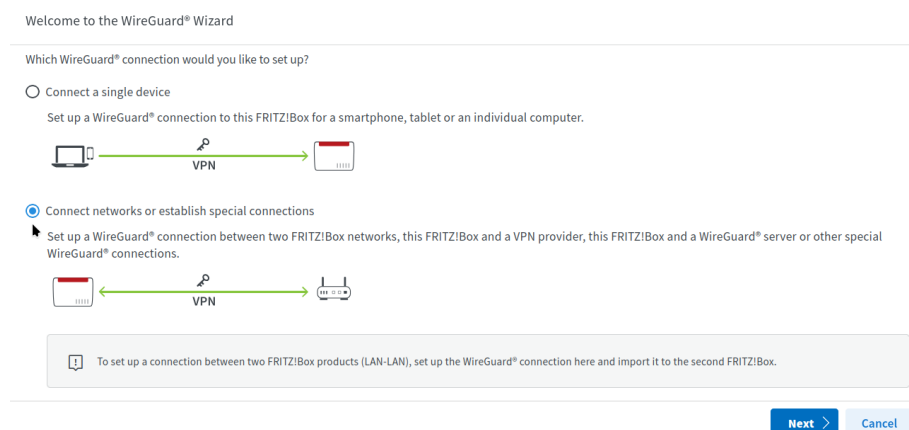 Welcome to the WireGuard® Wizard
Which WireGuard® connection would you like to set up?
Connect a single device
Set up a WireGuard® connection to this FRITZ!Box for a smartphone, tablet or an individual computer.
VPN
Connect networks or establish special connections
Set up a WireGuard® connection between two FRITZ!Box networks, this FRITZ!Box and a VPN provider, this FRITZ!Box and a WireGuard® server or other special
WireGuard® connections.
VPN
To set up a connection between two FRITZ!Box products (LAN-LAN), set up the WireGuard® connection here and import it to the second FRITZ!Box.
Next Cancel